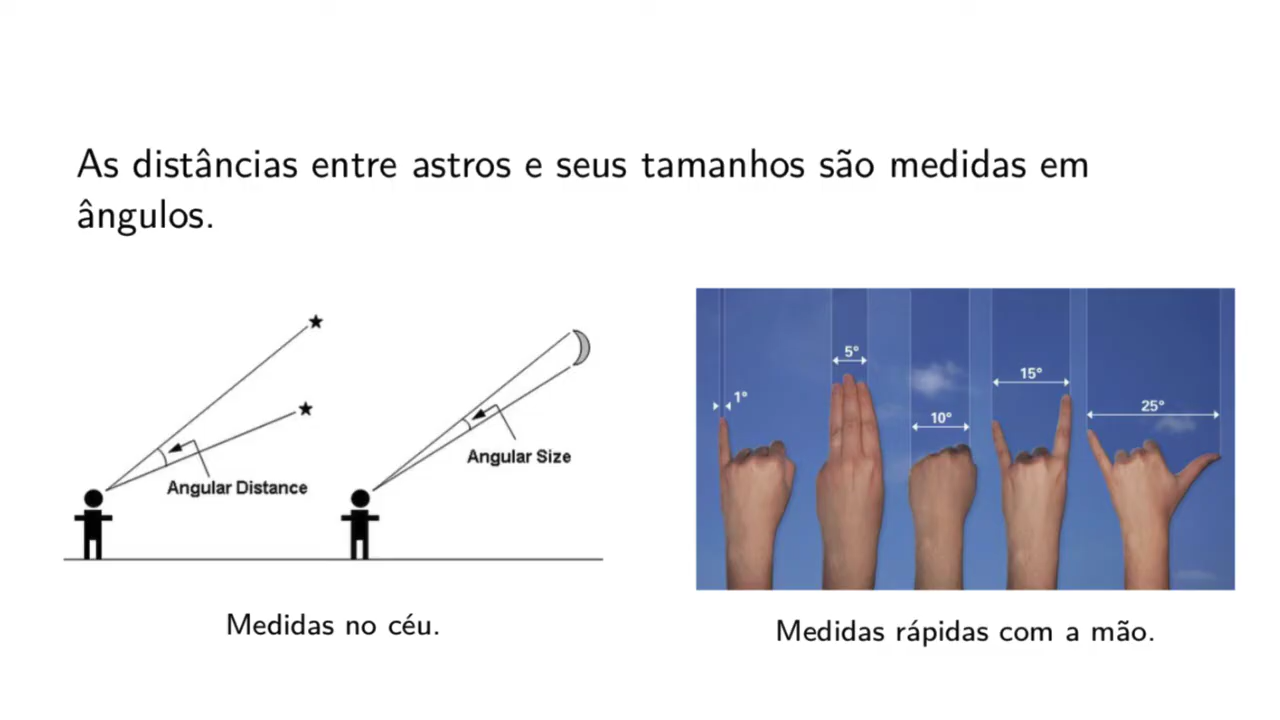 As distâncias entre astros e seus tamanhos são medidas em
ângulos.
Angular Distance
Angular Size
Medidas no céu.
1°
5°
10°
15°
25°
Medidas rápidas com a mão.